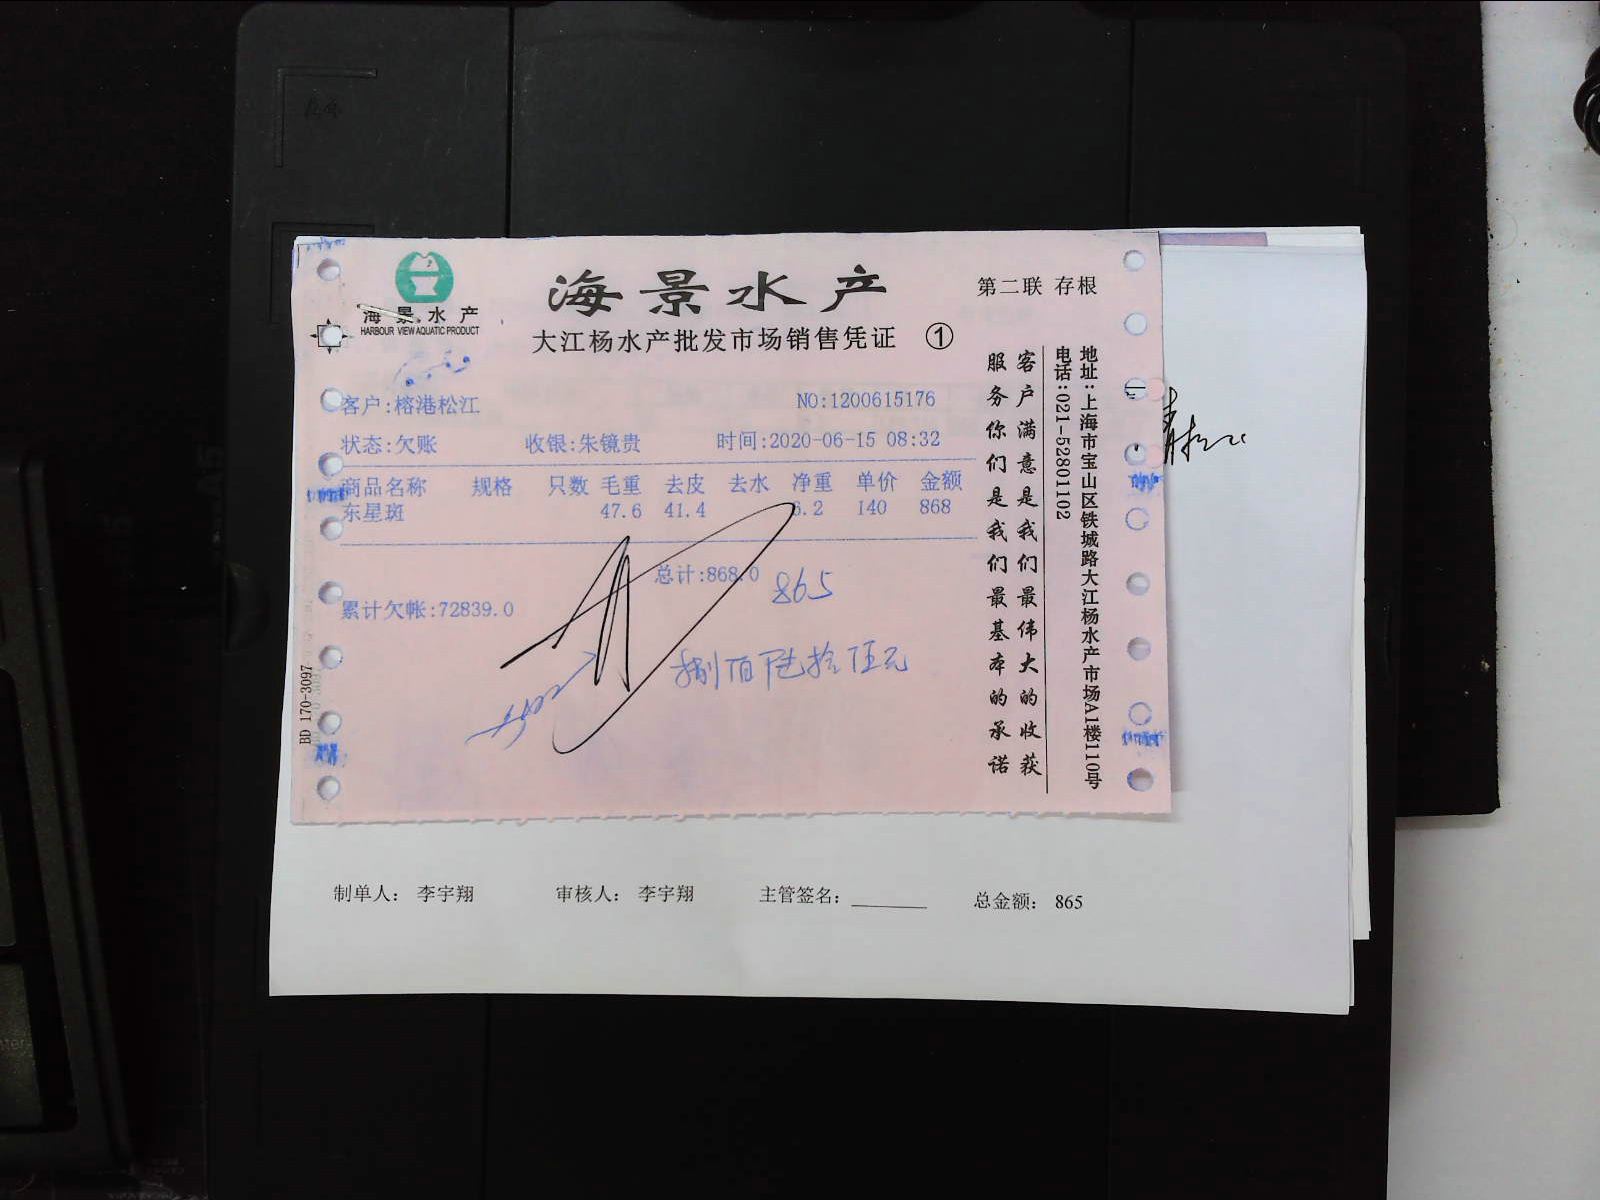 海景水产
HARBOUR VIEW AQUATIC PRODUCT
海景水产
第二联 存根
大江杨水产批发市场销售凭证 ①
客户:榕港松江 NO:1200615176
状态:欠账 收银:朱镜贵 时间:2020-06-15 08:32
商品名称 规格 只数 毛重 去皮 去水 净重 单价 金额
东星斑 47.6 41.4 6.2 140 868
总计:868.0
865
累计欠帐:72839.0
捌佰陆拾伍元
客户满意是我们最伟大的收获
服务你们是我们最基本的承诺
地址:上海市宝山区铁城路大江杨水产市场A1楼110号
电话:021-52801102
BD 170-3097
制单人: 李宇翔 审核人: 李宇翔 主管签名: 总金额: 865